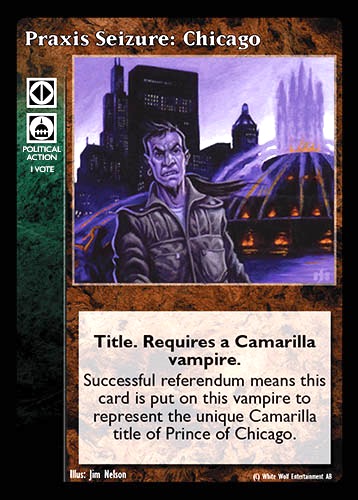 Praxis Seizure: Chicago
POLITICAL
ACTION
1 VOTE
Title. Requires a Camarilla
vampire.
Successful referendum means this
card is put on this vampire to
represent the unique Camarilla
title of Prince of Chicago.
Illus: Jim Nelson
(C) White Wolf Entertainment AB